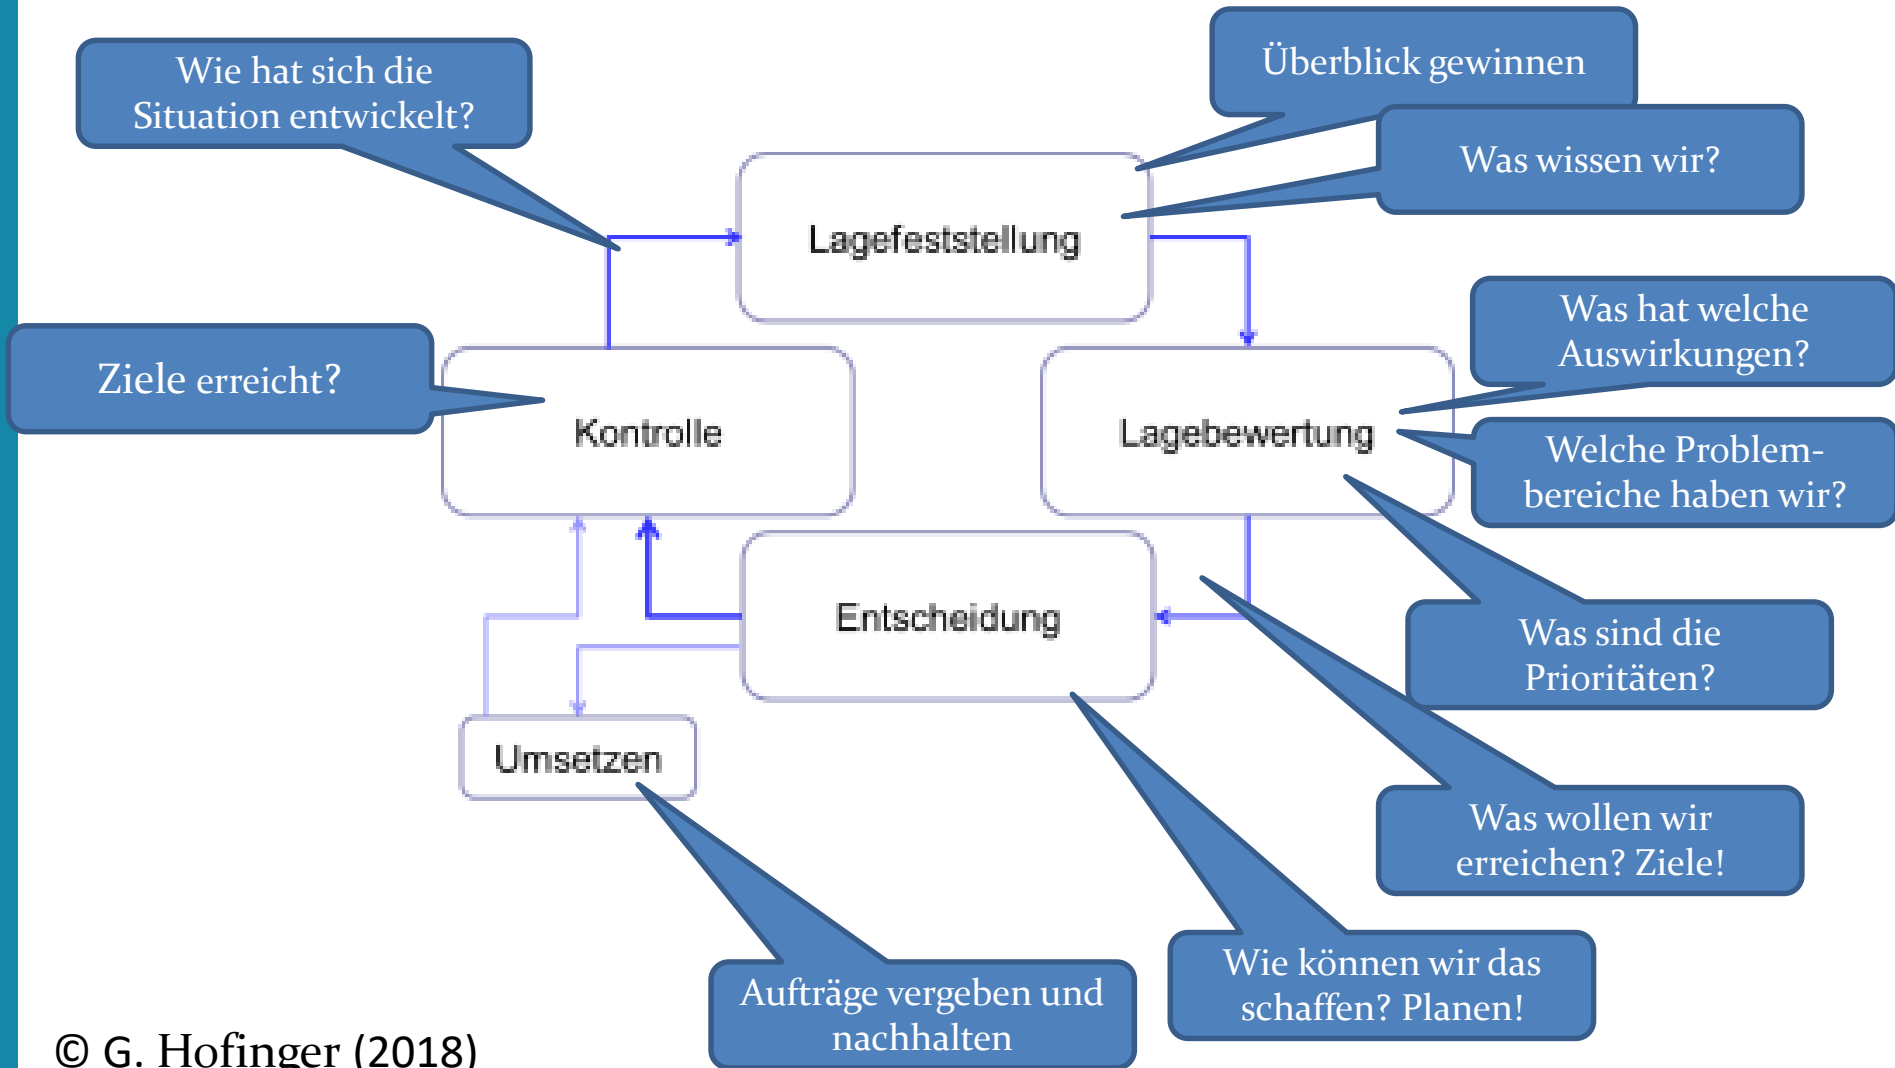 Wie hat sich die
Situation entwickelt?
Überblick gewinnen
Was wissen wir?
Lagefeststellung
Ziele erreicht?
Kontrolle
Lagebewertung
Was hat welche
Auswirkungen?
Welche Problem-
bereiche haben wir?
Entscheidung
Was sind die
Prioritäten?
Umsetzen
Was wollen wir
erreichen? Ziele!
Wie können wir das
schaffen? Planen!
Aufträge vergeben und
nachhalten
© G. Hofinger (2018)